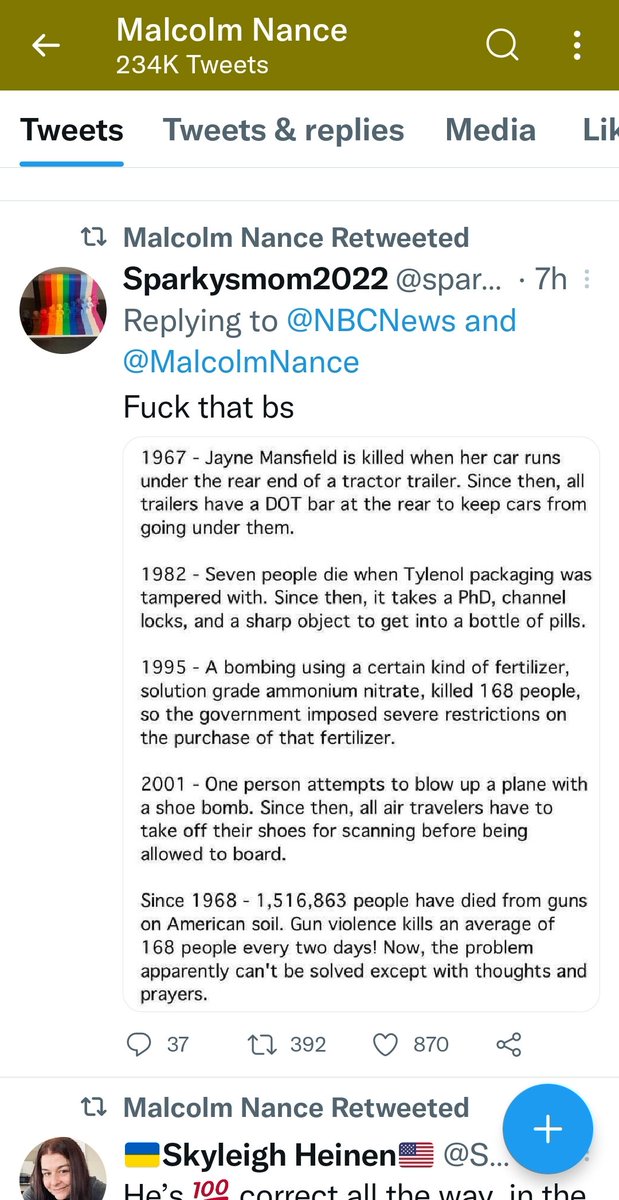 Malcolm Nance
234K Tweets
Tweets Tweets & replies Media Lik
Malcolm Nance Retweeted
Sparkysmom2022 @spar... · 7h
Replying to @NBCNews and
@MalcolmNance
Fuck that bs
1967 - Jayne Mansfield is killed when her car runs
under the rear end of a tractor trailer. Since then, all
trailers have a DOT bar at the rear to keep cars from
going under them.
1982 - Seven people die when Tylenol packaging was
tampered with. Since then, it takes a PhD, channel
locks, and a sharp object to get into a bottle of pills.
1995 - A bombing using a certain kind of fertilizer,
solution grade ammonium nitrate, killed 168 people,
so the government imposed severe restrictions on
the purchase of that fertilizer.
2001 - One person attempts to blow up a plane with
a shoe bomb. Since then, all air travelers have to
take off their shoes for scanning before being
allowed to board.
Since 1968 - 1,516,863 people have died from guns
on American soil. Gun violence kills an average of
168 people every two days! Now, the problem
apparently can't be solved except with thoughts and
prayers.
37 392 870
Malcolm Nance Retweeted
🇺🇦Skyleigh Heinen🇺🇸 @S...
He's 💯 correct all the way, in the